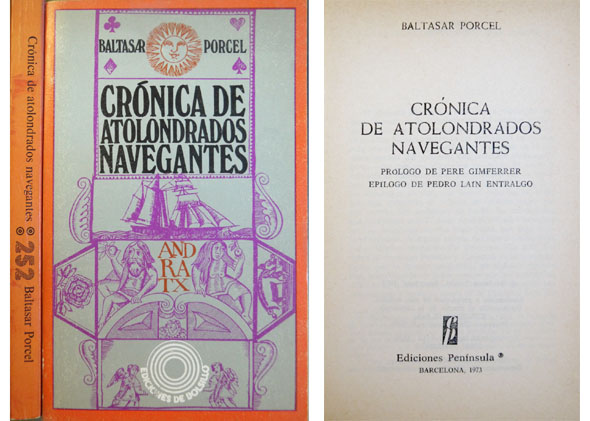 Crónica de atolondrados navegantes 252 Baltasar Porcel
BALTASAR PORCEL
CRÓNICA DE
ATOLONDRADOS
NAVEGANTES
AND
RA
TX
EDICIONES DE BOLSILLO
BALTASAR PORCEL
CRÓNICA
DE ATOLONDRADOS
NAVEGANTES
PROLOGO DE PERE GIMFERRER
EPILOGO DE PEDRO LAIN ENTRALGO
Ediciones Península ®
BARCELONA, 1973